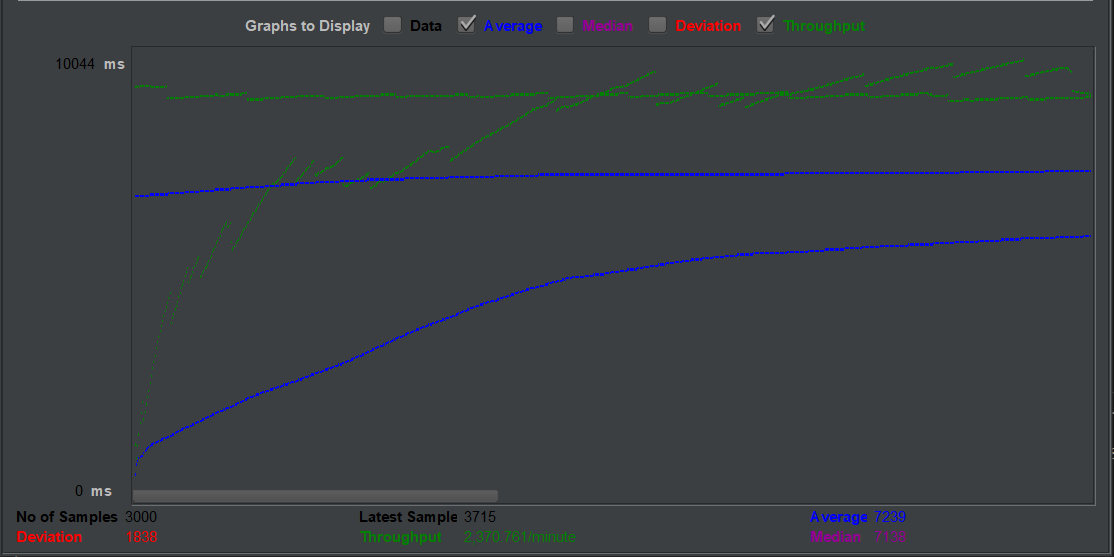 Graphs to Display Data Average Median Deviation Throughput
10044 ms
0 ms
No of Samples 3000 Latest Sample 3715 Average 7239
Deviation 1838 Throughput 2,370.761/minute Median